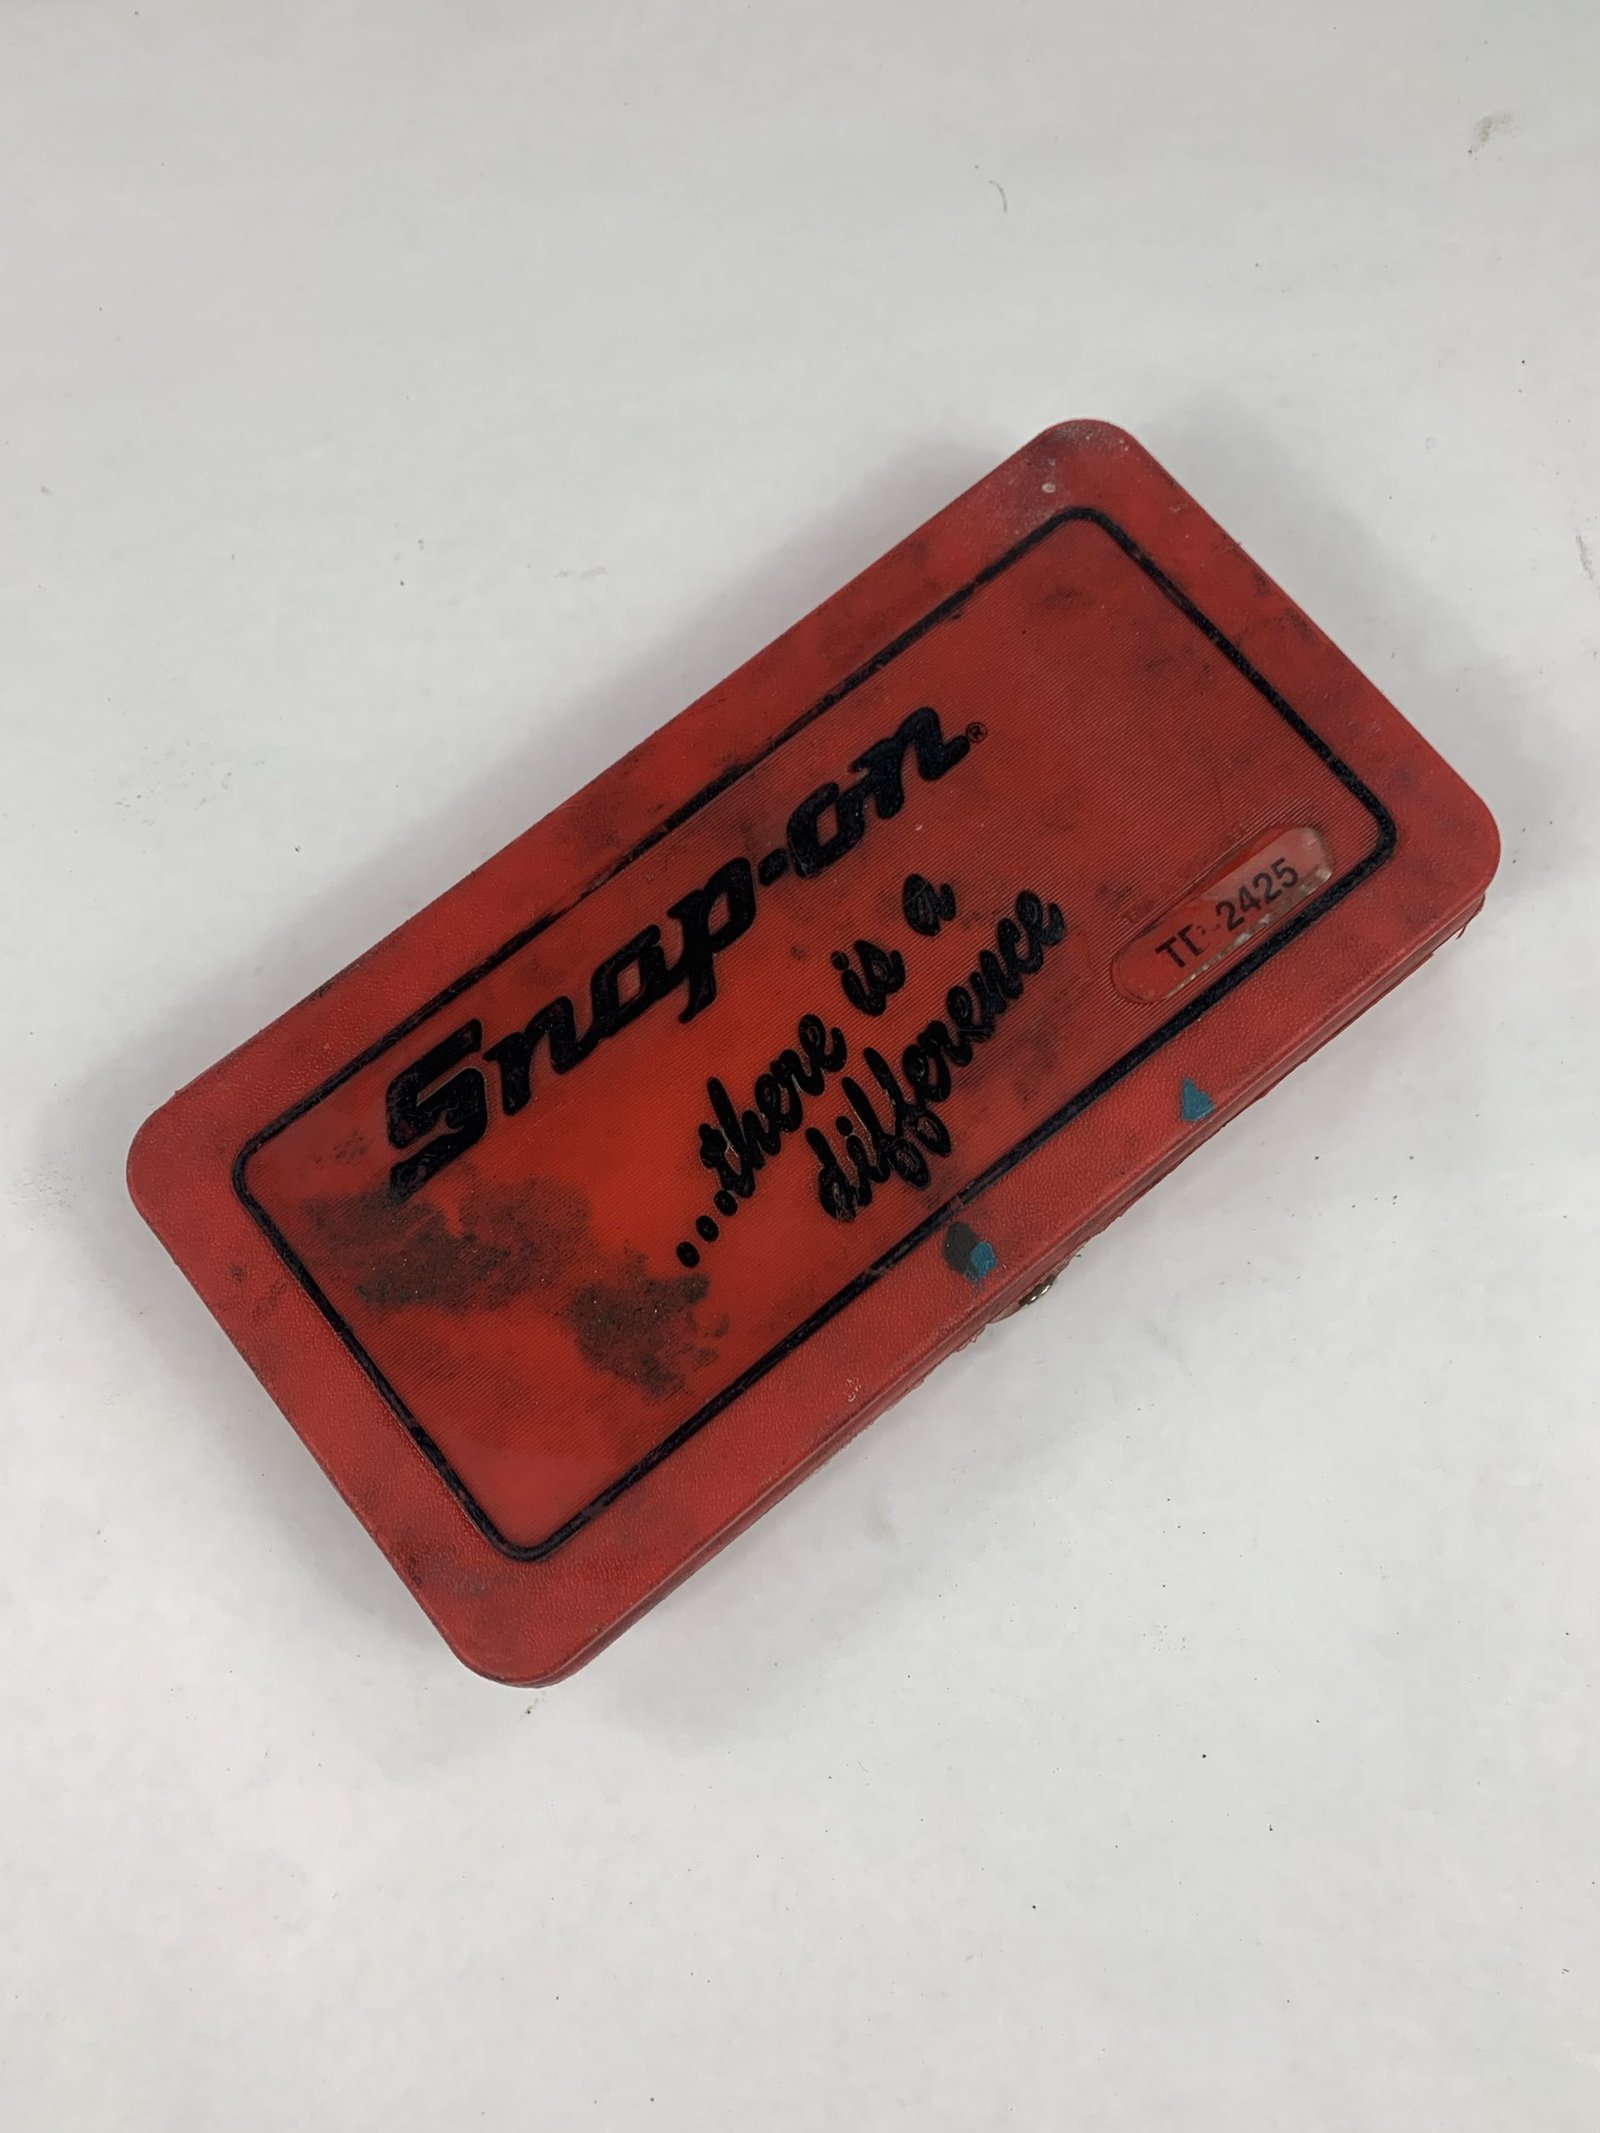 Snap-on®
...there is a
difference
TD-2425